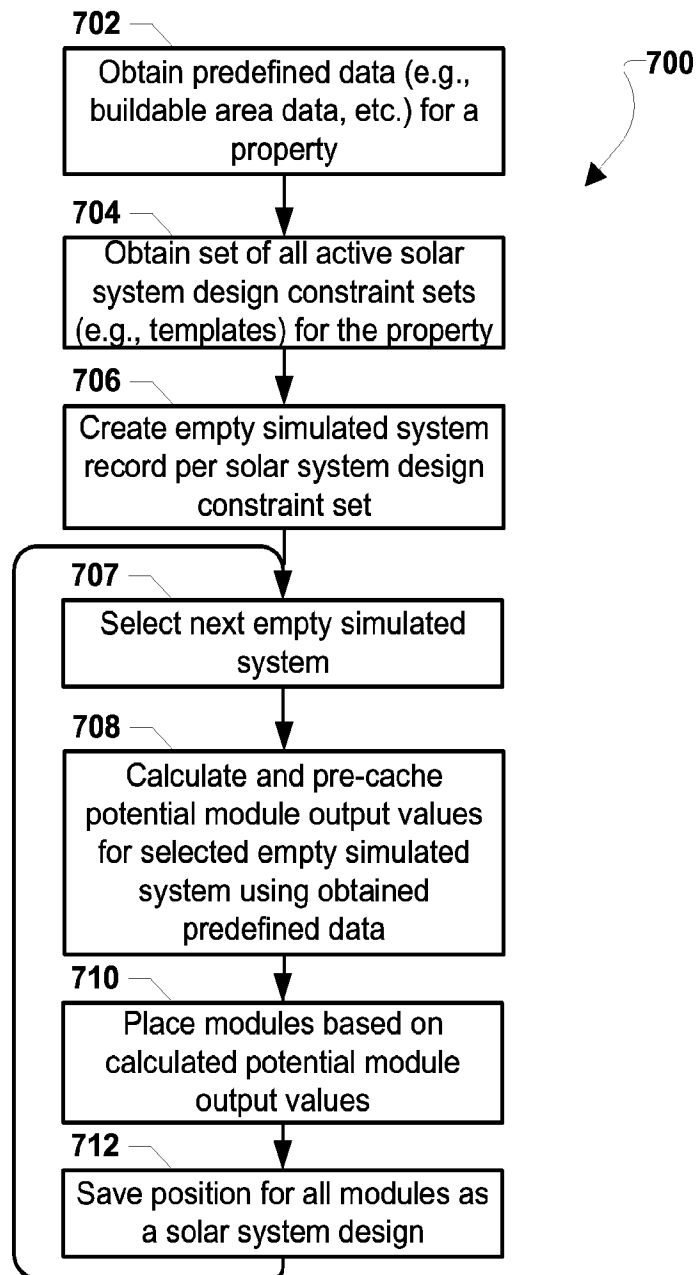 702
Obtain predefined data (e.g.,
buildable area data, etc.) for a
property
700
704
Obtain set of all active solar
system design constraint sets
(e.g., templates) for the property
706
Create empty simulated system
record per solar system design
constraint set
707
Select next empty simulated
system
708
Calculate and pre-cache
potential module output values
for selected empty simulated
system using obtained
predefined data
710
Place modules based on
calculated potential module
output values
712
Save position for all modules as
a solar system design